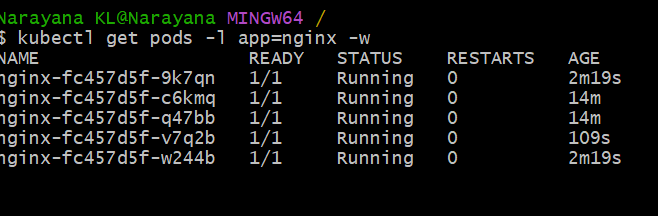 Narayana KL@Narayana MINGW64 /
$ kubectl get pods -l app=nginx -w
NAME READY STATUS RESTARTS AGE
nginx-fc457d5f-9k7qn 1/1 Running 0 2m19s
nginx-fc457d5f-c6kmq 1/1 Running 0 14m
nginx-fc457d5f-q47bb 1/1 Running 0 14m
nginx-fc457d5f-v7q2b 1/1 Running 0 109s
nginx-fc457d5f-w244b 1/1 Running 0 2m19s